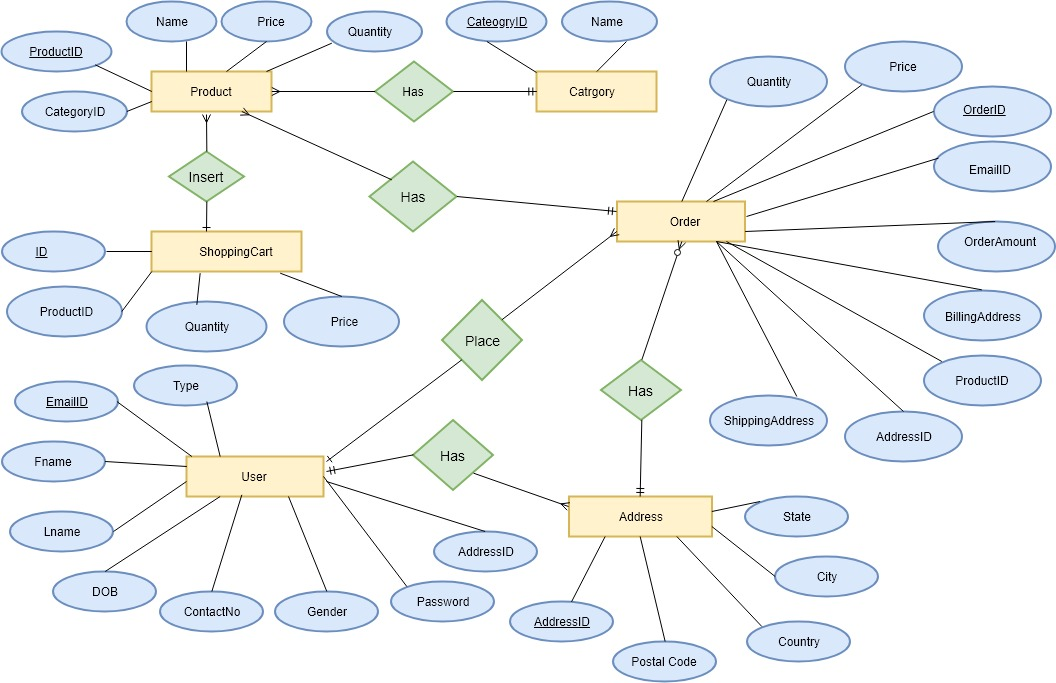 Name
Price
CateogryID
Name
Quantity
ProductID
Price
Quantity
Product
Has
Catrgory
CategoryID
OrderID
EmailID
Insert
Has
Order
OrderAmount
ID
ShoppingCart
ProductID
Quantity
Price
BillingAddress
Place
Type
ProductID
EmailID
Has
ShippingAddress
AddressID
Fname
Has
User
Address
State
Lname
AddressID
City
DOB
ContactNo
Gender
Password
AddressID
Country
Postal Code